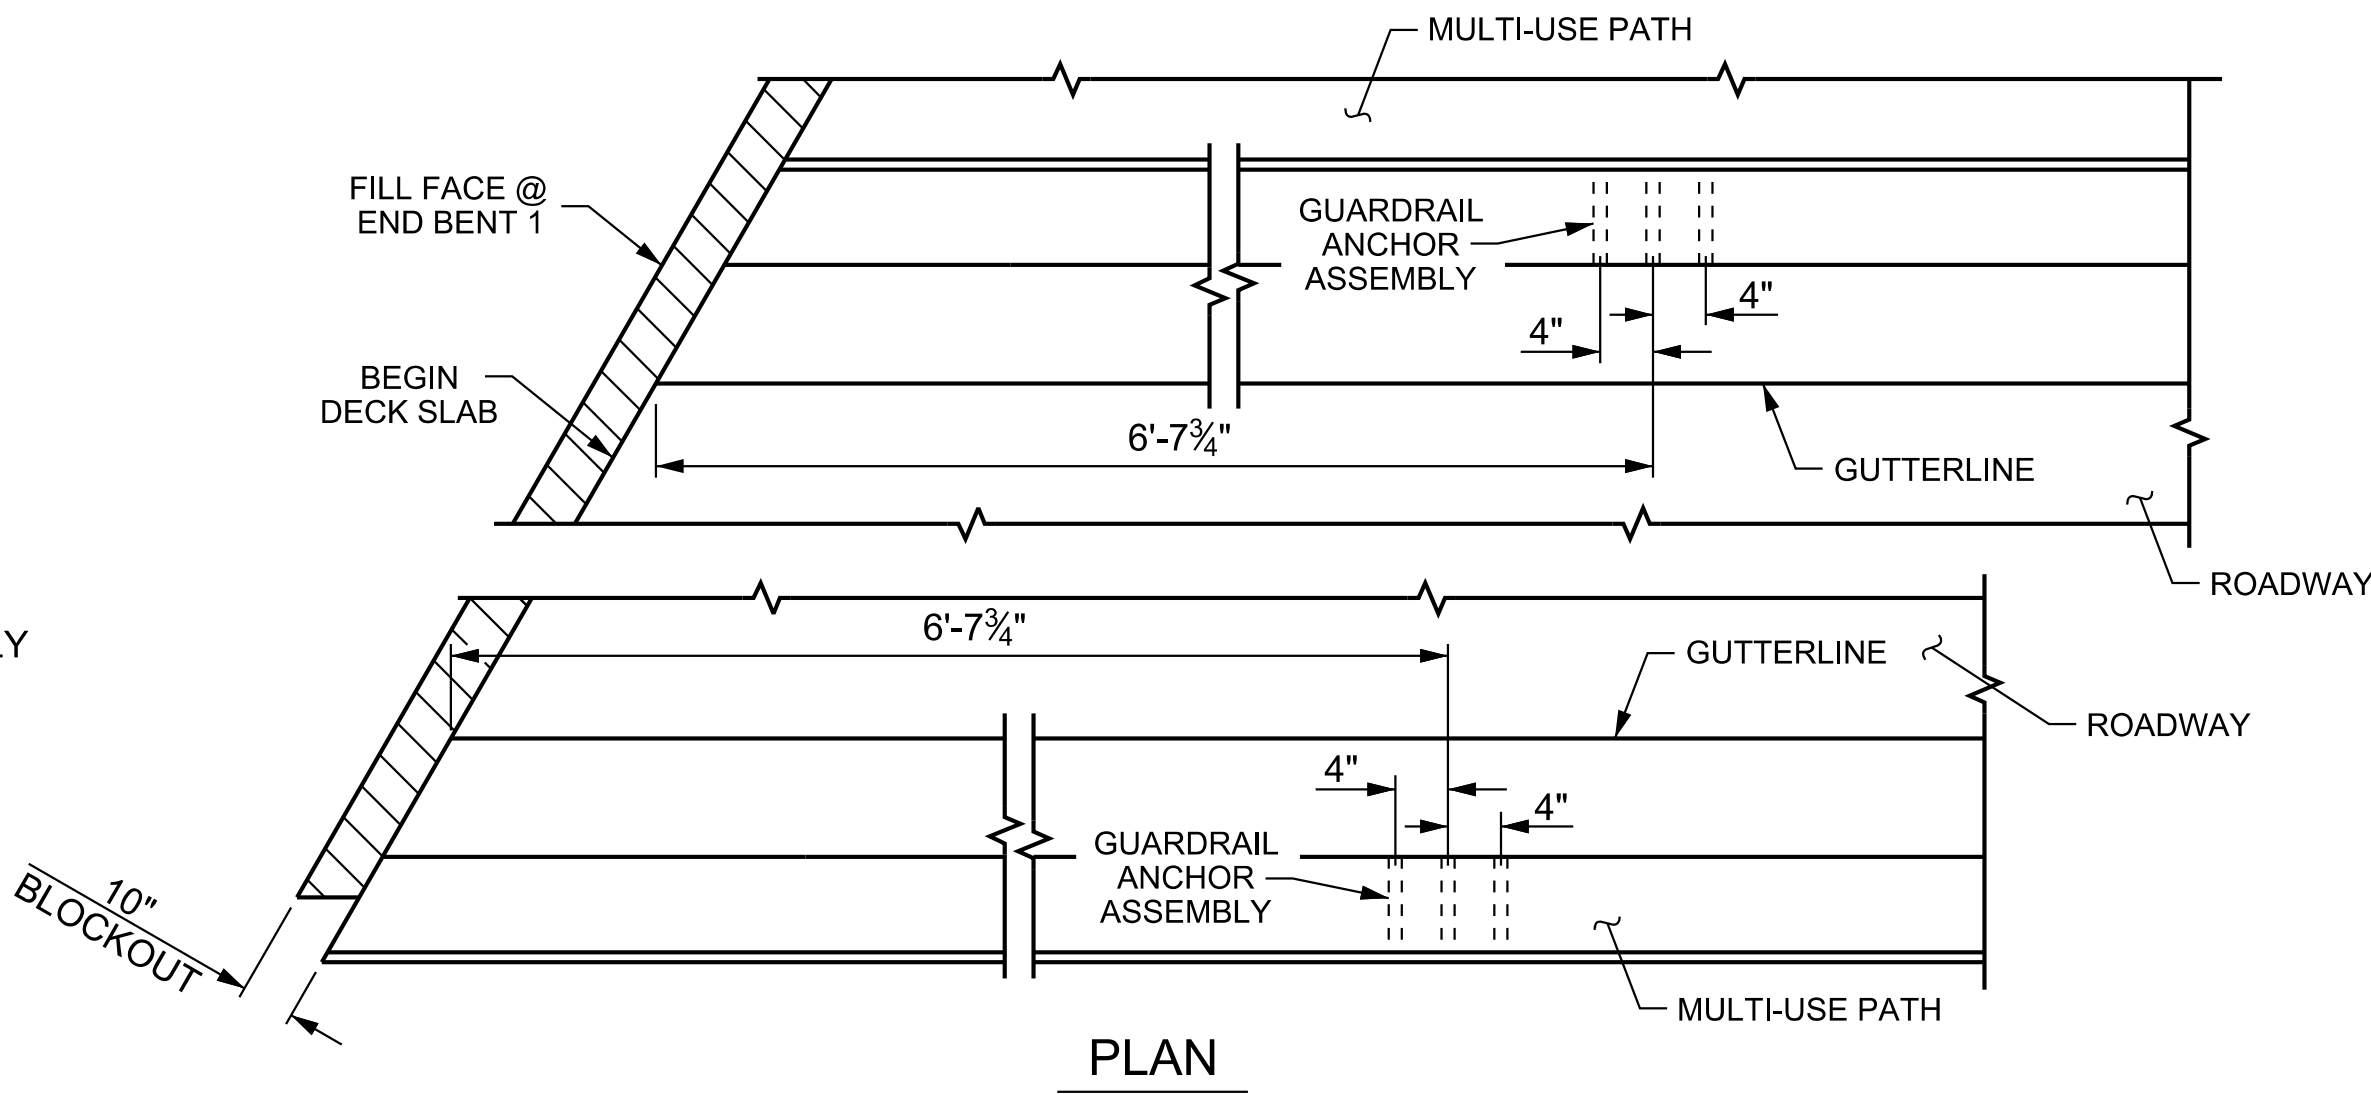 MULTI-USE PATH
FILL FACE @
END BENT 1
GUARDRAIL
ANCHOR
ASSEMBLY
4"
4"
BEGIN
DECK SLAB
6'-7¾"
GUTTERLINE
ROADWAY
6'-7¾"
LY
GUTTERLINE
ROADWAY
4"
4"
GUARDRAIL
ANCHOR
ASSEMBLY
10"
BLOCKOUT
MULTI-USE PATH
PLAN